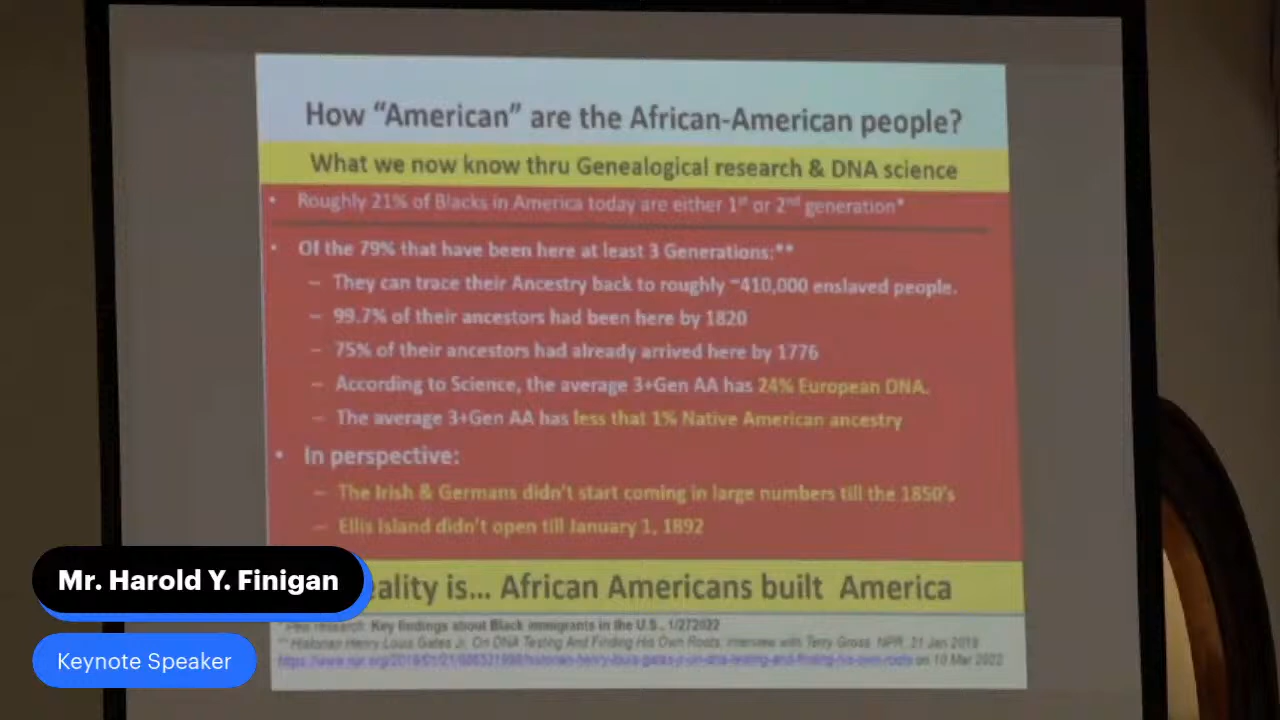 How “American” are the African-American people?
What we now know thru Genealogical research & DNA science
• Roughly 21% of Blacks in America today are either 1st or 2nd generation*
• Of the 79% that have been here at least 3 Generations:**
– They can trace their Ancestry back to roughly ~410,000 enslaved people.
– 99.7% of their ancestors had been here by 1820
– 75% of their ancestors had already arrived here by 1776
– According to Science, the average 3+Gen AA has 24% European DNA.
– The average 3+Gen AA has less that 1% Native American ancestry
• In perspective:
– The Irish & Germans didn't start coming in large numbers till the 1850's
– Ellis Island didn't open till January 1, 1892
eality is... African Americans built America
Research: Key findings about Black immigrants in the U.S., 1/272022
** Historian Henry Louis Gates Jr. On DNA Testing And Finding His Own Roots, interview with Terry Gross, NPR, 21 Jan 2019
on 10 Mar 2022
Mr. Harold Y. Finigan
Keynote Speaker